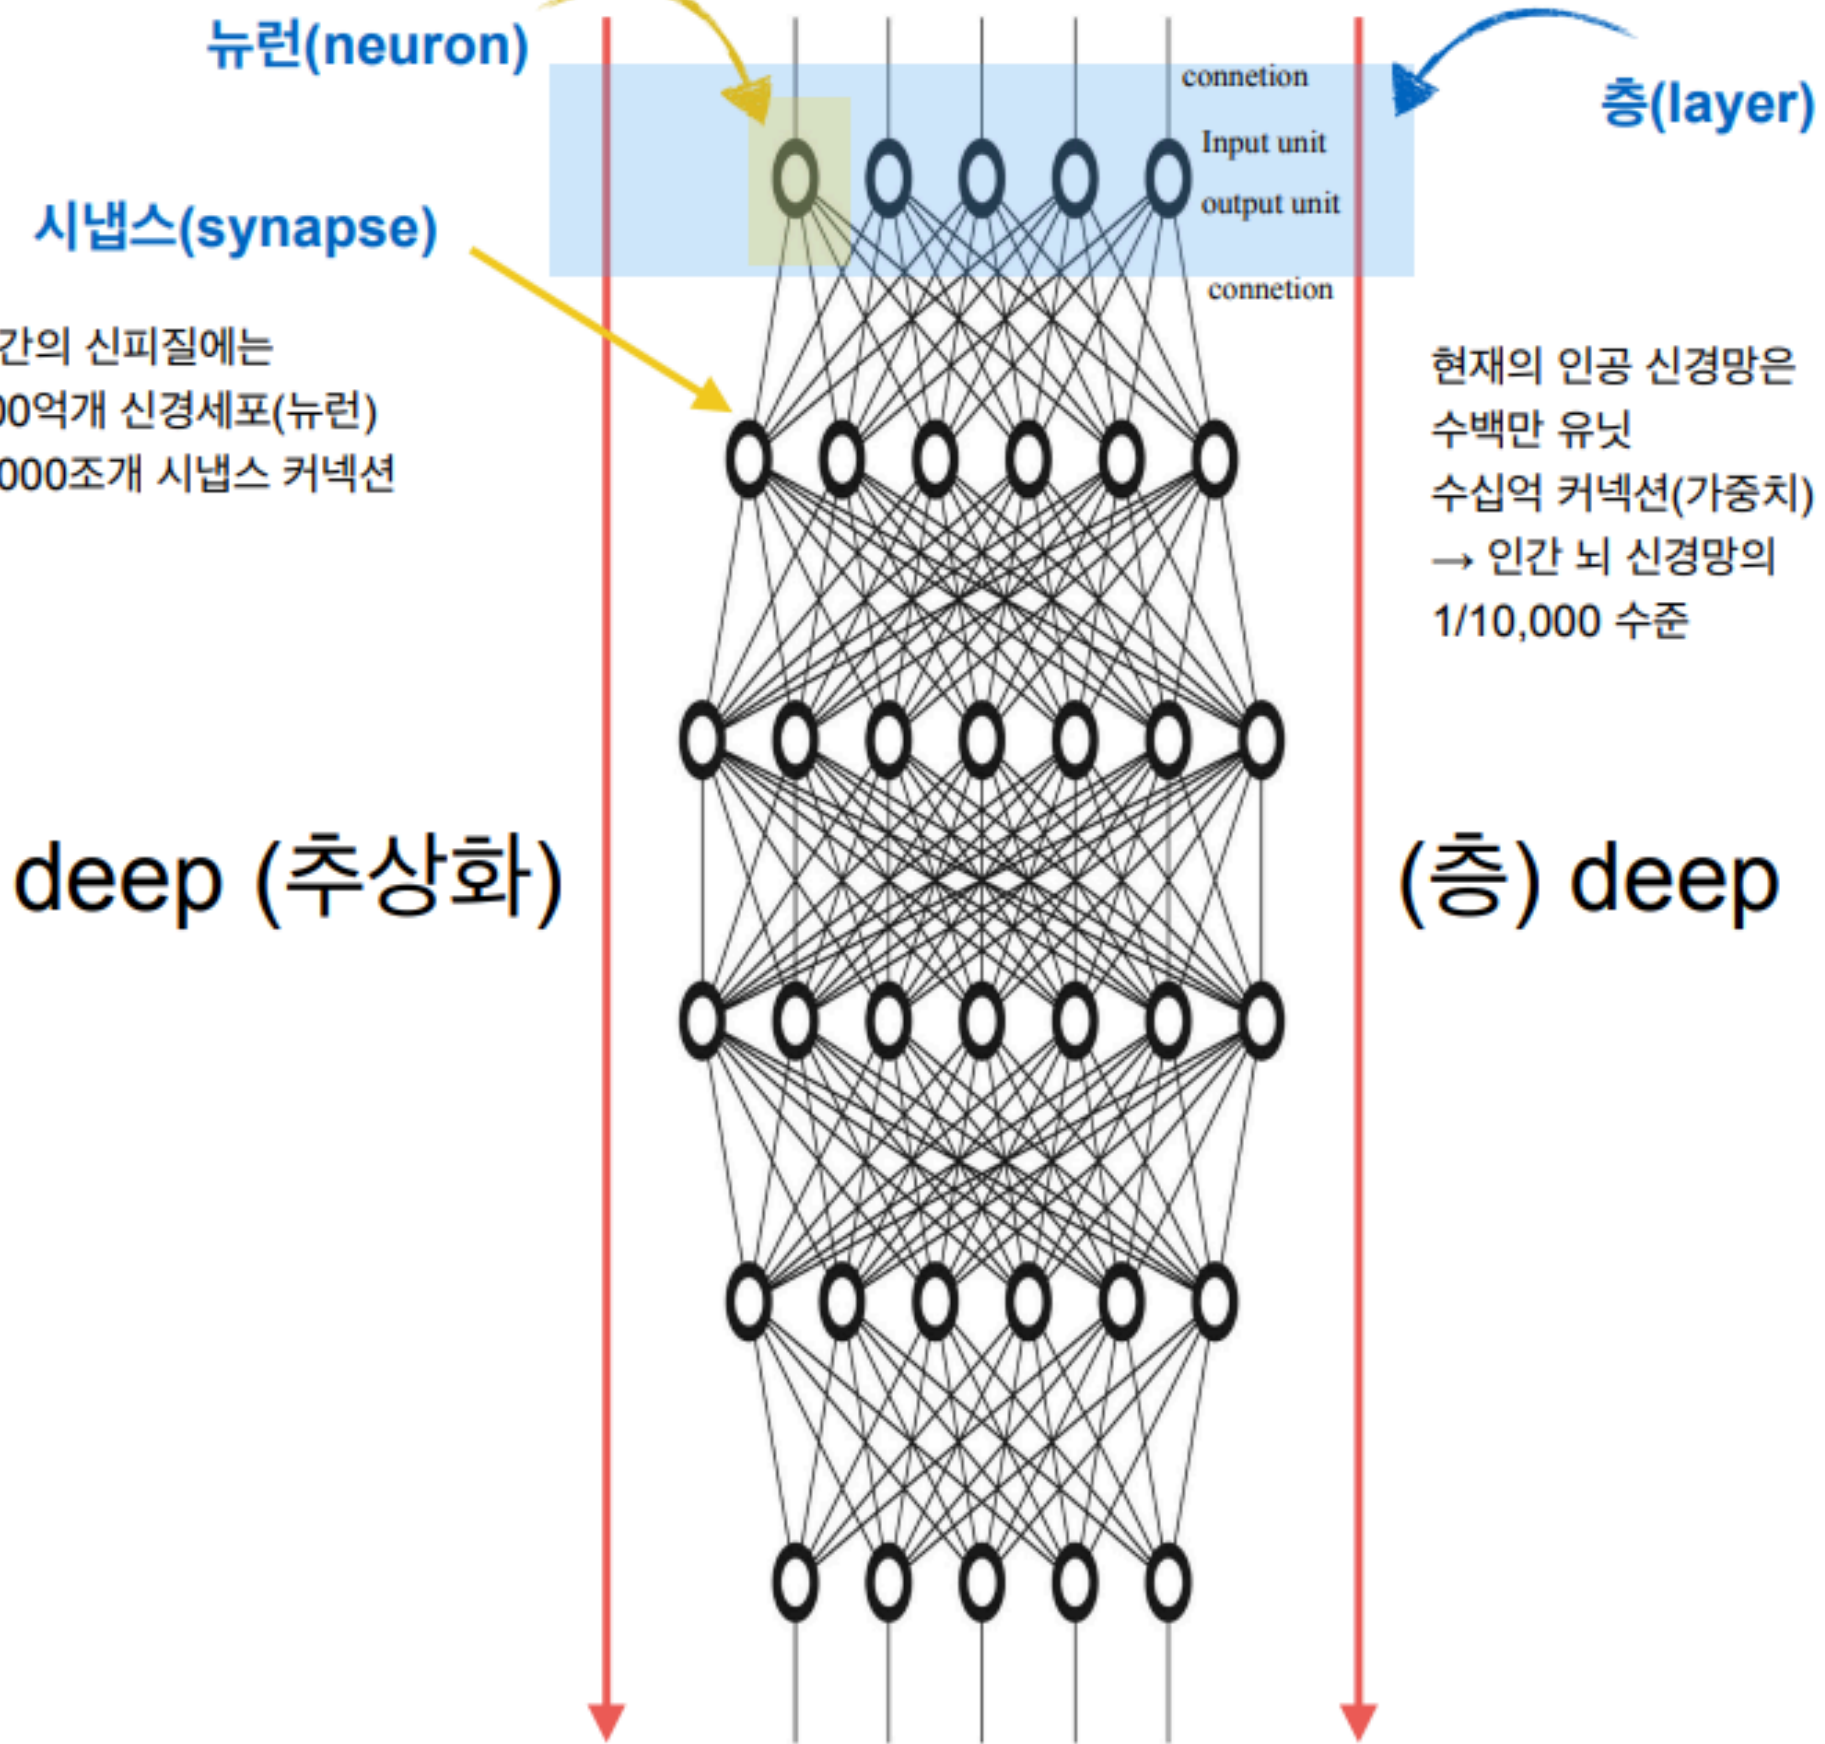 뉴런(neuron)
connetion
층(layer)
Input unit
output unit
시냅스(synapse)
connetion
간의 신피질에는
00억개 신경세포(뉴런)
000조개 시냅스 커넥션
현재의 인공 신경망은
수백만 유닛
수십억 커넥션(가중치)
→ 인간 뇌 신경망의
1/10,000 수준
deep (추상화)
(층) deep